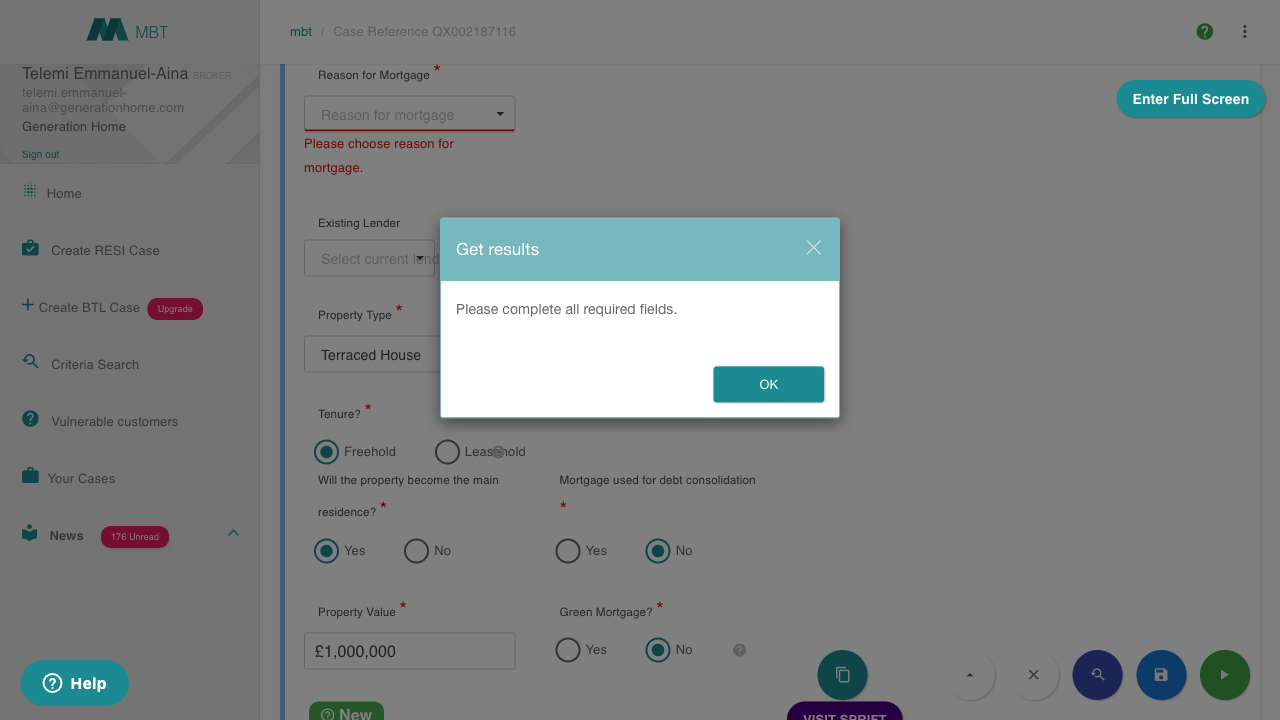 MBT
mbt / Case Reference QX002187116
Telemi Emmanuel-Aina BROKER
telemi.emmanuel-
aina@generationhome.com
Generation Home
Sign out
Home
Create RESI Case
Create BTL Case Upgrade
Criteria Search
Vulnerable customers
Your Cases
News 176 Unread
Help
Enter Full Screen
Reason for Mortgage *
Reason for mortgage
Please choose reason for
mortgage.
Existing Lender
Select current lend
Property Type *
Terraced House
Get results
Please complete all required fields.
OK
Tenure? *
Freehold Leasehold
Will the property become the main
residence? *
Yes No
Mortgage used for debt consolidation
*
Yes No
Property Value *
£1,000,000
Green Mortgage? *
Yes No
New
VISIT SPRIFT